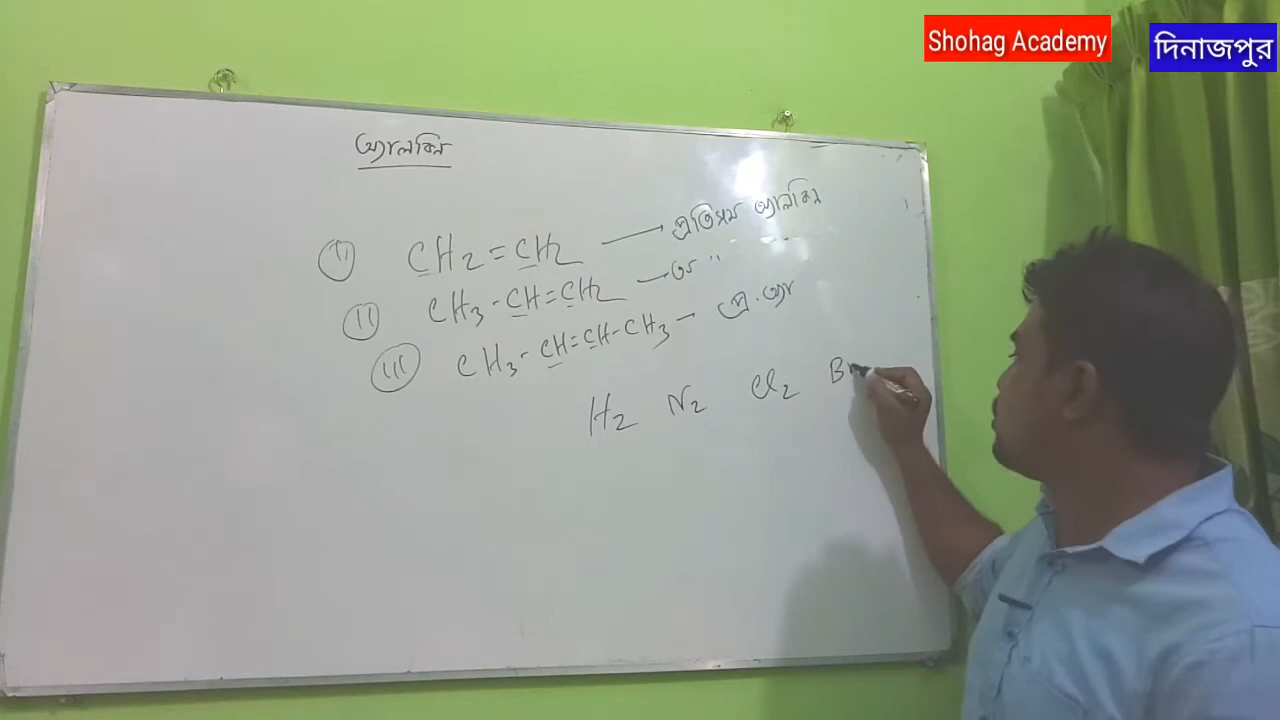 Shohag Academy
দিনাজপুর
অ্যালকিন
(i) CH2 = CH2 → প্রতিসম অ্যালকিন
(ii) CH3 - CH = CH2 → অ "
(iii) CH3 - CH = CH - CH3 - প্র. অ্যা
H2 N2 Cl2 Br